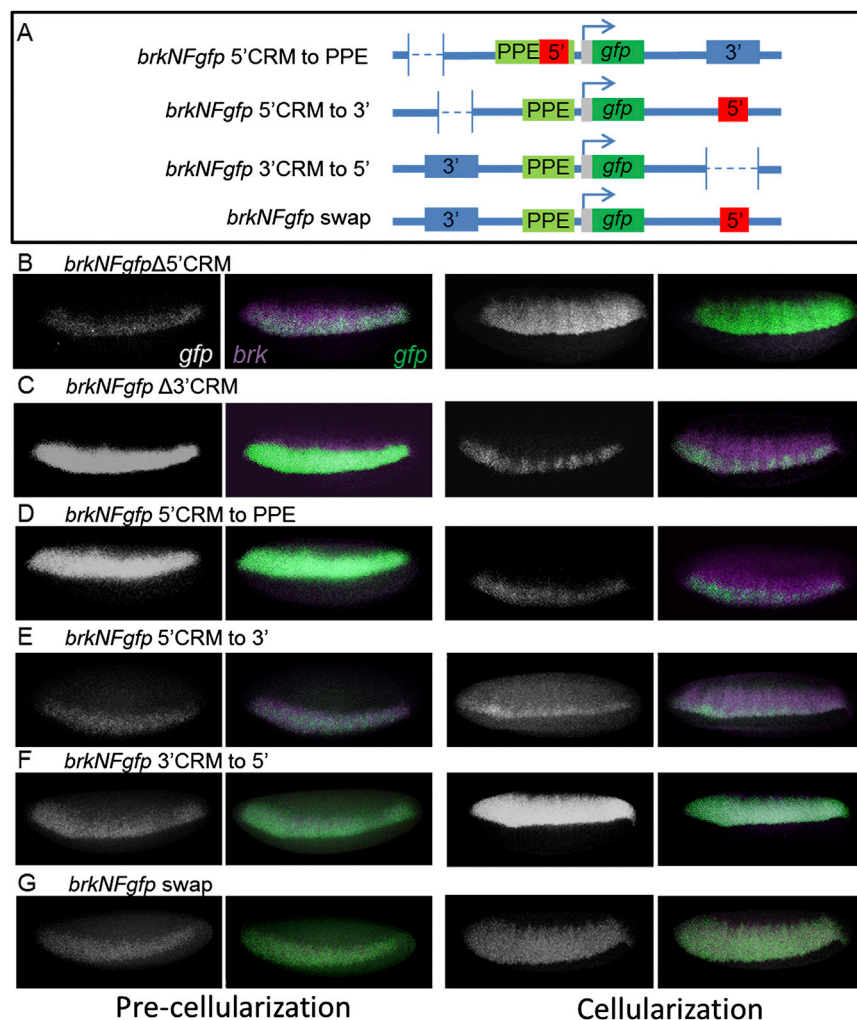 A
brkNFgfp 5'CRM to PPE
PPE 5' gfp 3'
brkNFgfp 5'CRM to 3'
PPE gfp 5'
brkNFgfp 3'CRM to 5'
3' PPE gfp
brkNFgfp swap
3' PPE gfp 5'
B brkNFgfpΔ5'CRM
gfp brk gfp
C brkNFgfp Δ3'CRM
D brkNFgfp 5'CRM to PPE
E brkNFgfp 5'CRM to 3'
F brkNFgfp 3'CRM to 5'
G brkNFgfp swap
Pre-cellularization Cellularization